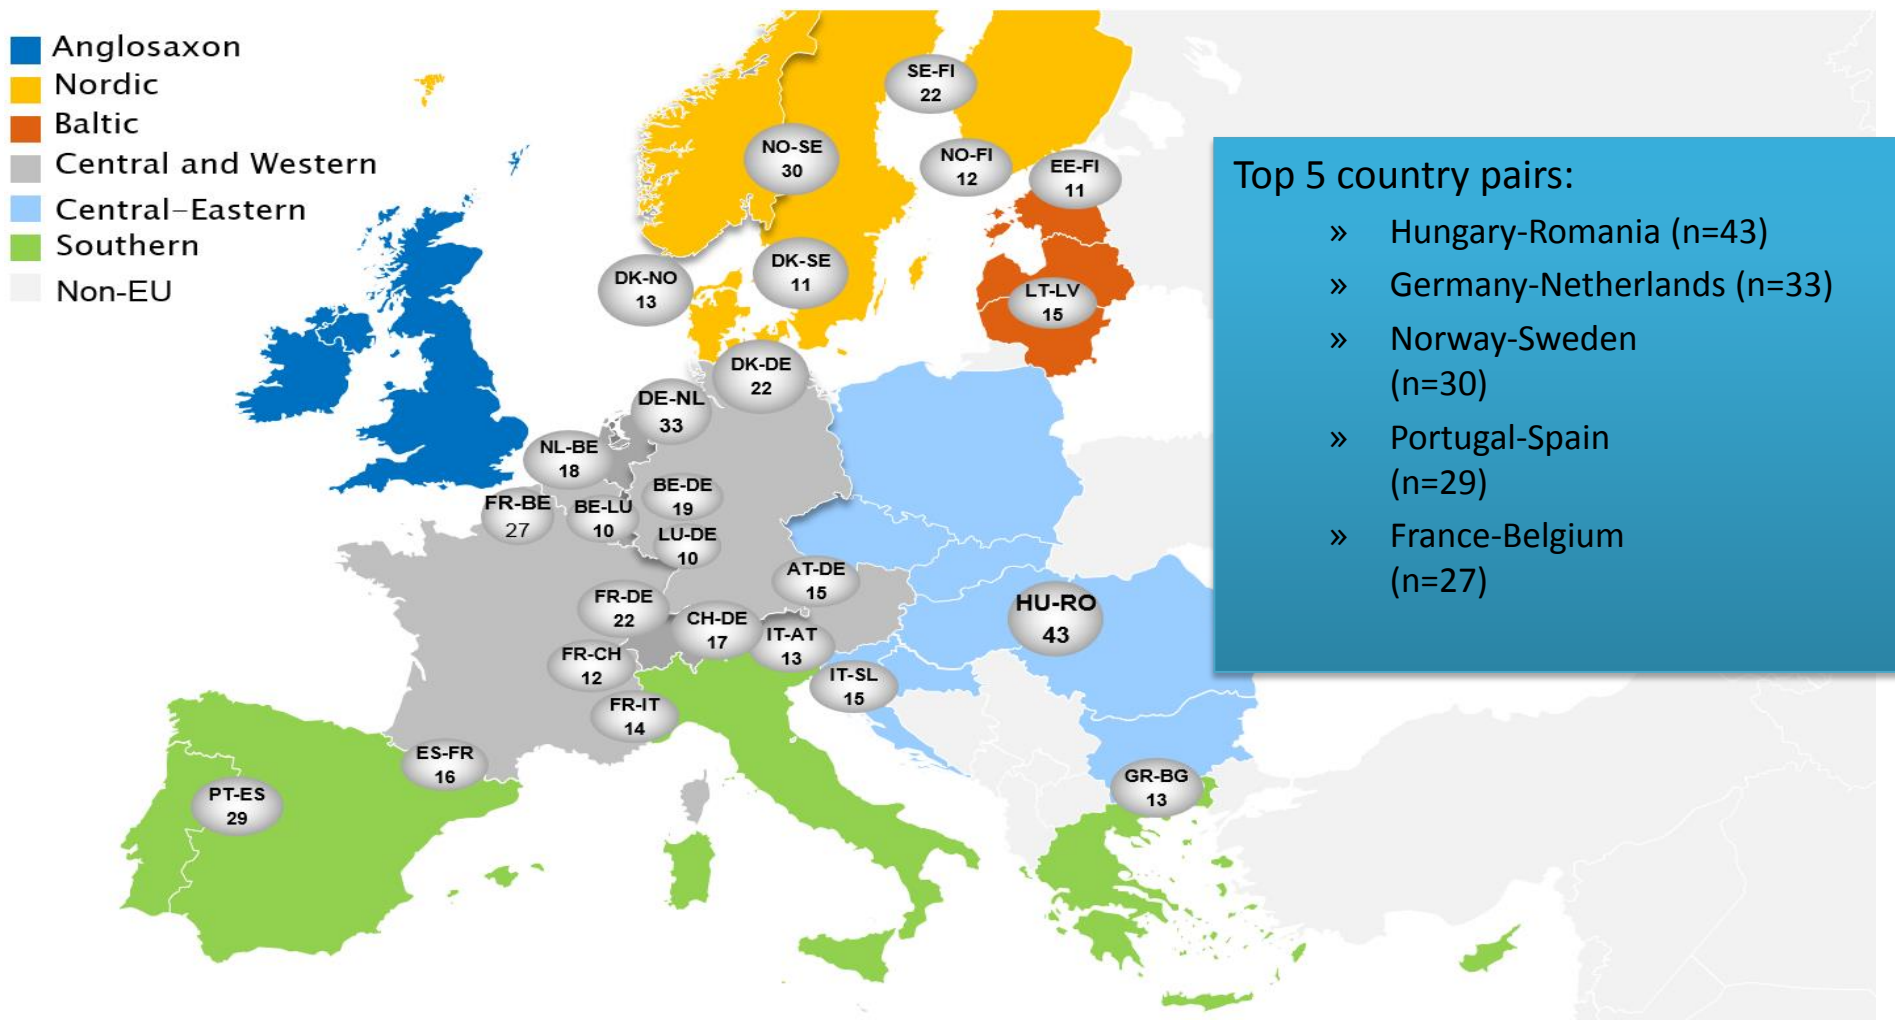 Anglosaxon
Nordic
Baltic
Central and Western
Central-Eastern
Southern
Non-EU
SE-FI
22
NO-SE
30
NO-FI
12
EE-FI
11
DK-NO
13
DK-SE
11
LT-LV
15
DK-DE
22
DE-NL
33
NL-BE
18
BE-DE
19
FR-BE
27
BE-LU
10
LU-DE
10
AT-DE
15
FR-DE
22
CH-DE
17
IT-AT
13
HU-RO
43
FR-CH
12
IT-SL
15
FR-IT
14
ES-FR
16
PT-ES
29
GR-BG
13
Top 5 country pairs:
» Hungary-Romania (n=43)
» Germany-Netherlands (n=33)
» Norway-Sweden
(n=30)
» Portugal-Spain
(n=29)
» France-Belgium
(n=27)